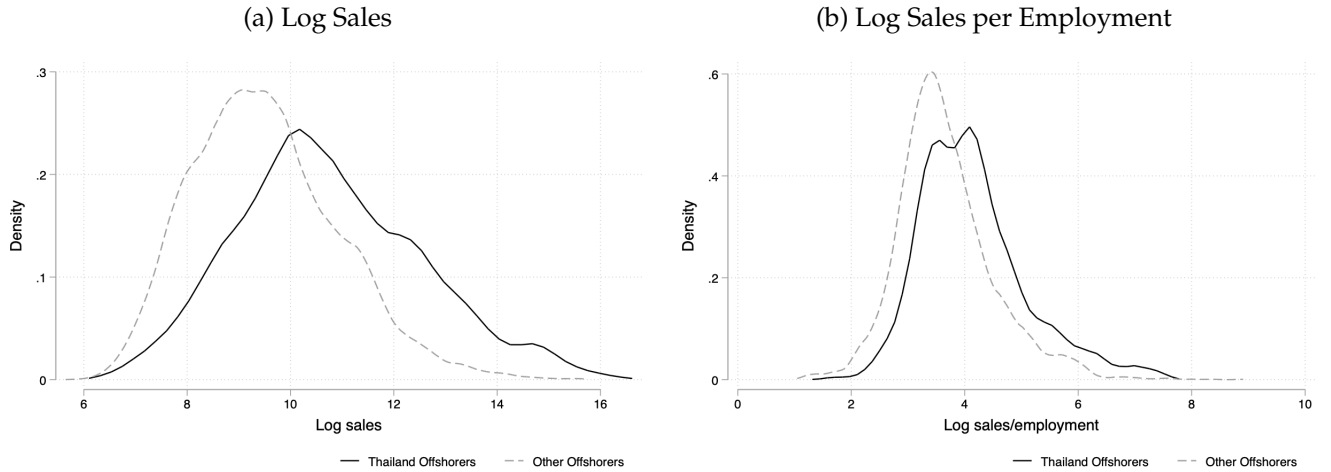 (a) Log Sales
.3
.2
.1
0
Density
6 8 10 12 14 16
Log sales
Thailand Offshorers Other Offshorers
(b) Log Sales per Employment
.6
.4
.2
0
Density
0 2 4 6 8 10
Log sales/employment
Thailand Offshorers Other Offshorers